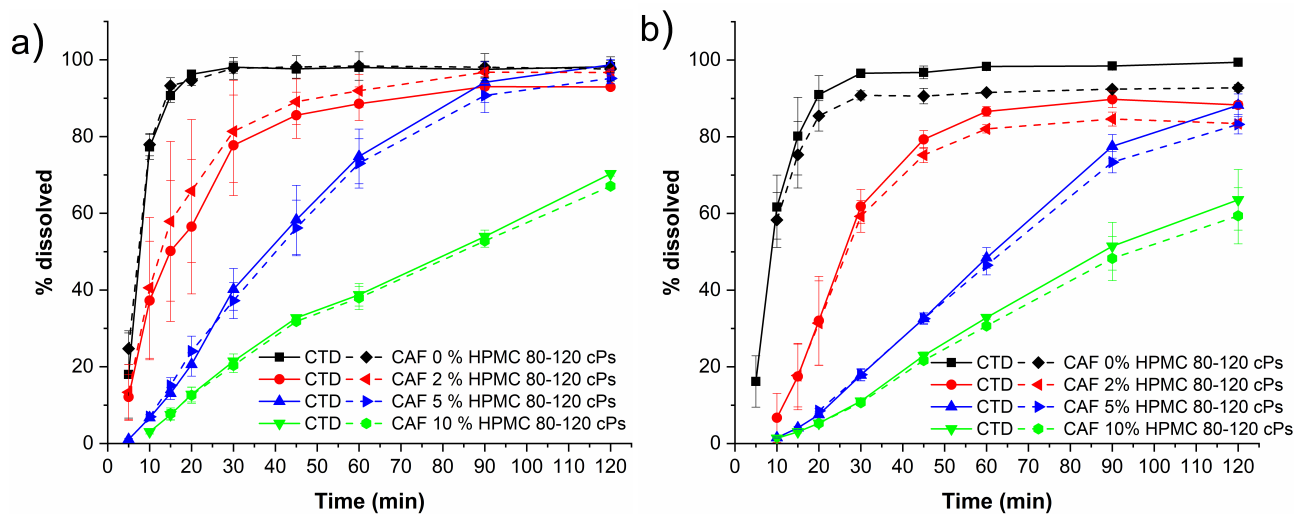 a)
% dissolved
100
80
60
40
20
0
CTD CAF 0 % HPMC 80-120 cPs
CTD CAF 2 % HPMC 80-120 cPs
CTD CAF 5 % HPMC 80-120 cPs
CTD CAF 10 % HPMC 80-120 cPs
0 10 20 30 40 50 60 70 80 90 100 110 120
Time (min)
b)
% dissolved
100
80
60
40
20
0
CTD CAF 0% HPMC 80-120 cPs
CTD CAF 2% HPMC 80-120 cPs
CTD CAF 5% HPMC 80-120 cPs
CTD CAF 10% HPMC 80-120 cPs
0 10 20 30 40 50 60 70 80 90 100 110 120
Time (min)